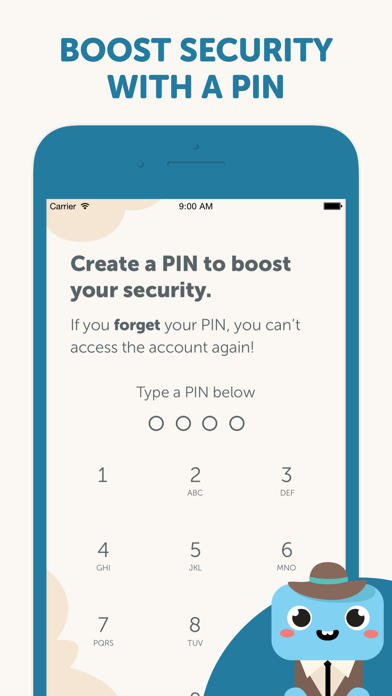 BOOST SECURITY
WITH A PIN
Carrier 9:00 AM
Create a PIN to boost
your security.
If you forget your PIN, you can't
access the account again!
Type a PIN below
1 2 3
ABC DEF
4 5 6
GHI JKL MNO
7 8
PQRS TUV